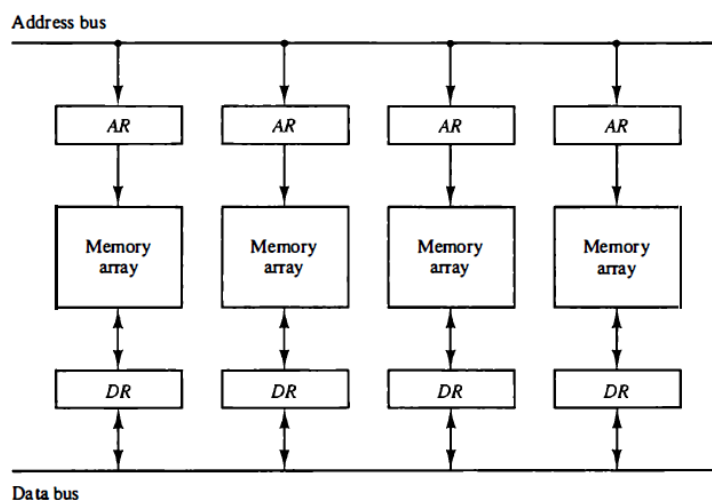 Address bus
AR AR AR AR
Memory array Memory array Memory array Memory array
DR DR DR DR
Data bus